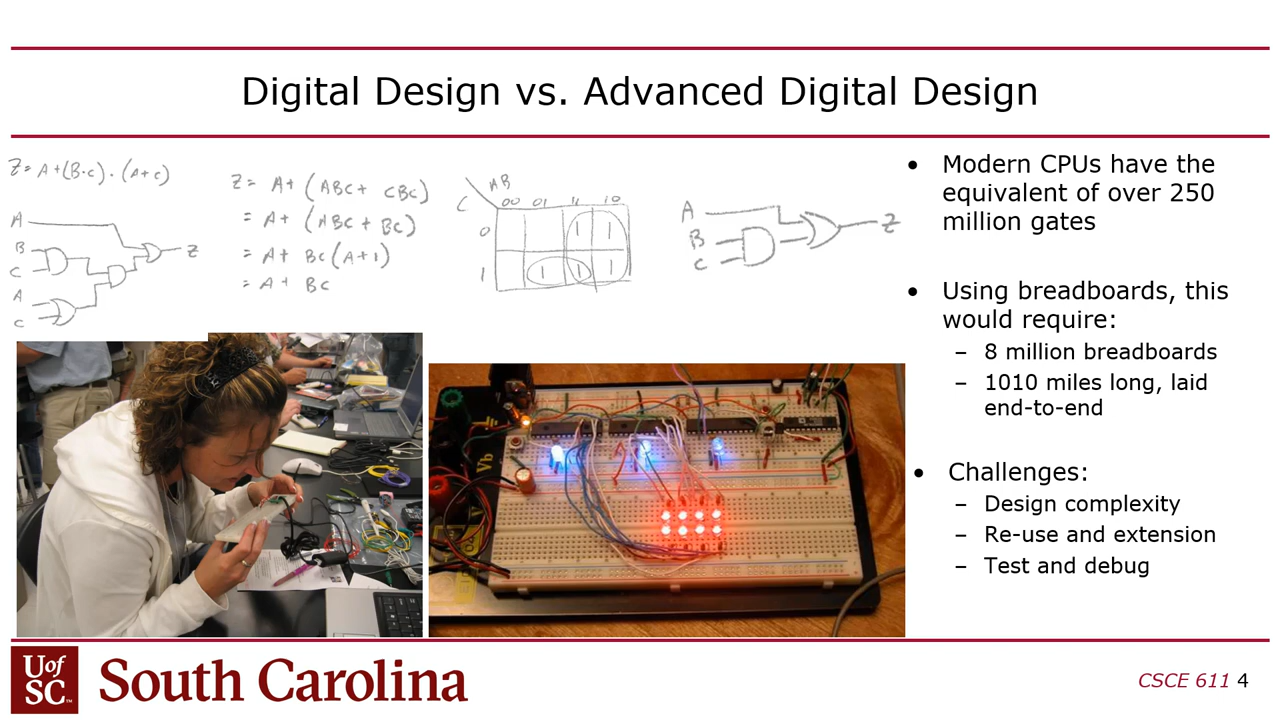 Digital Design vs. Advanced Digital Design
Z= A+(B·C)·(A+C)
A
B
C
A
C
Z
Z= A+ (ABC+ CBC)
= A+ (ABC+BC)
= A+ BC(A+1)
= A+ BC
AB
C
00 01 11 10
0 1 1
1 1 1 1
A
B
C
Z
• Modern CPUs have the
equivalent of over 250
million gates
• Using breadboards, this
would require:
– 8 million breadboards
– 1010 miles long, laid
end-to-end
• Challenges:
– Design complexity
– Re-use and extension
– Test and debug
Vb
UofSC™
South Carolina
CSCE 611 4